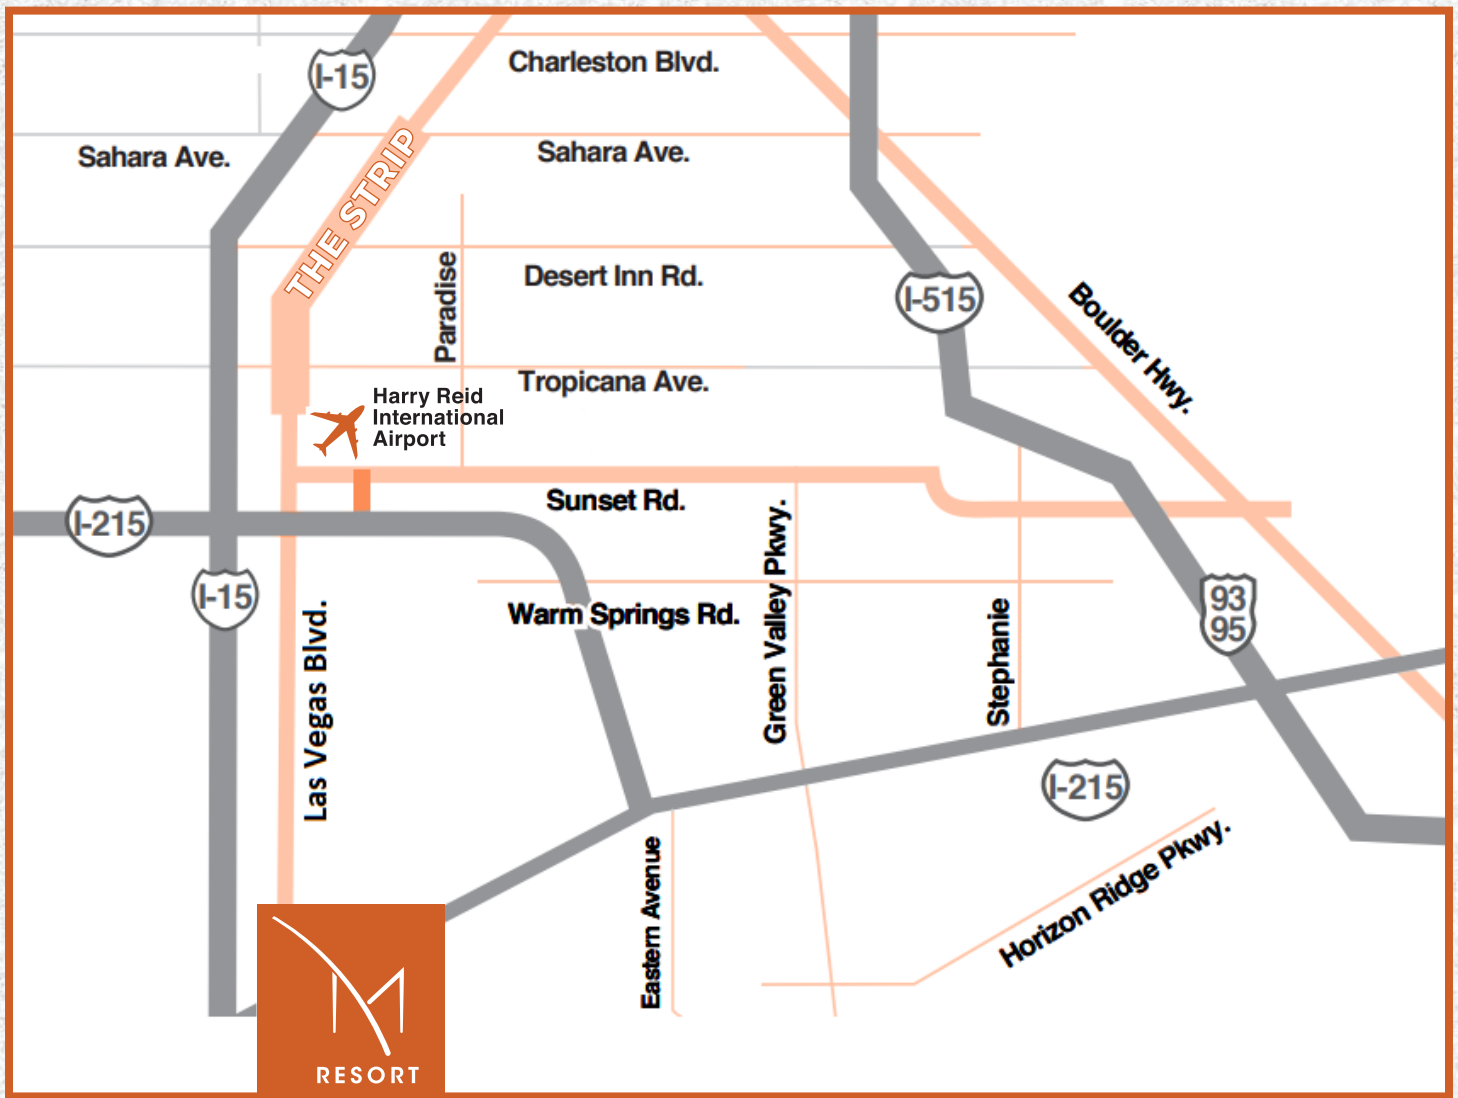 I-15
Charleston Blvd.
Sahara Ave.
Sahara Ave.
THE STRIP
Paradise
Desert Inn Rd.
I-515
Boulder Hwy.
Tropicana Ave.
Harry Reid
International
Airport
Sunset Rd.
I-215
I-15
Las Vegas Blvd.
Warm Springs Rd.
Green Valley Pkwy.
Stephanie
93
95
I-215
Eastern Avenue
Horizon Ridge Pkwy.
M
RESORT